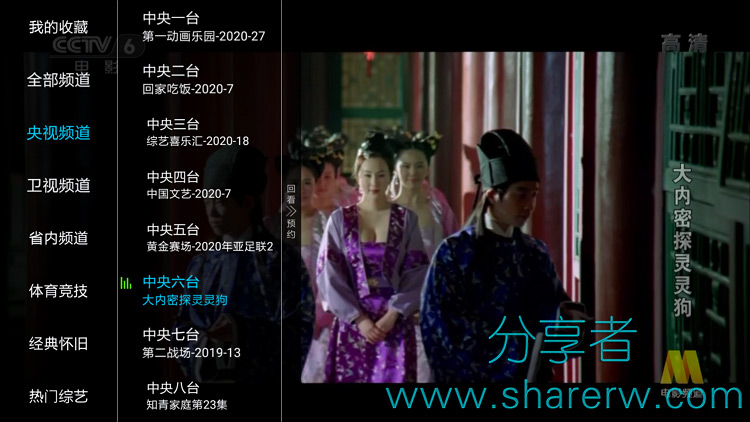 我的收藏
全部频道
央视频道
卫视频道
省内频道
体育竞技
经典怀旧
热门综艺
CCTV 6
电影
中央一台
第一动画乐园-2020-27
中央二台
回家吃饭-2020-7
中央三台
综艺喜乐汇-2020-18
中央四台
中国文艺-2020-7
中央五台
黄金赛场-2020年亚足联2
中央六台
大内密探灵灵狗
中央七台
第二战场-2019-13
中央八台
知青家庭第23集
回看
预约
高清
大内密探灵灵狗
分享者
电影频道
www.sharerw.com